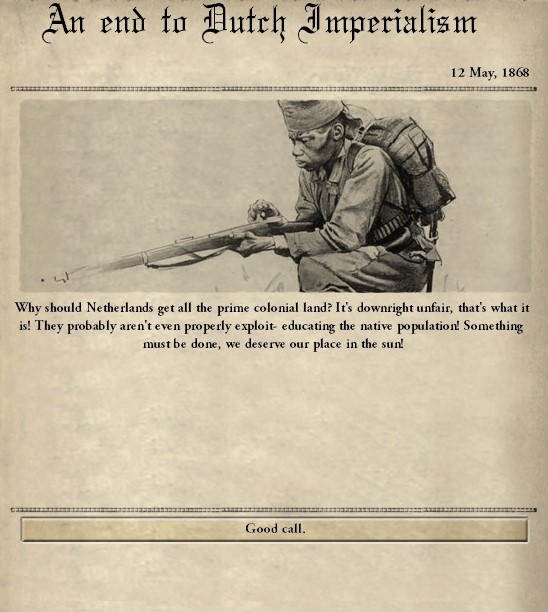 An end to Dutch Imperialism
12 May, 1868
Why should Netherlands get all the prime colonial land? It's downright unfair, that's what it
is! They probably aren't even properly exploit- educating the native population! Something
must be done, we deserve our place in the sun!
Good call.